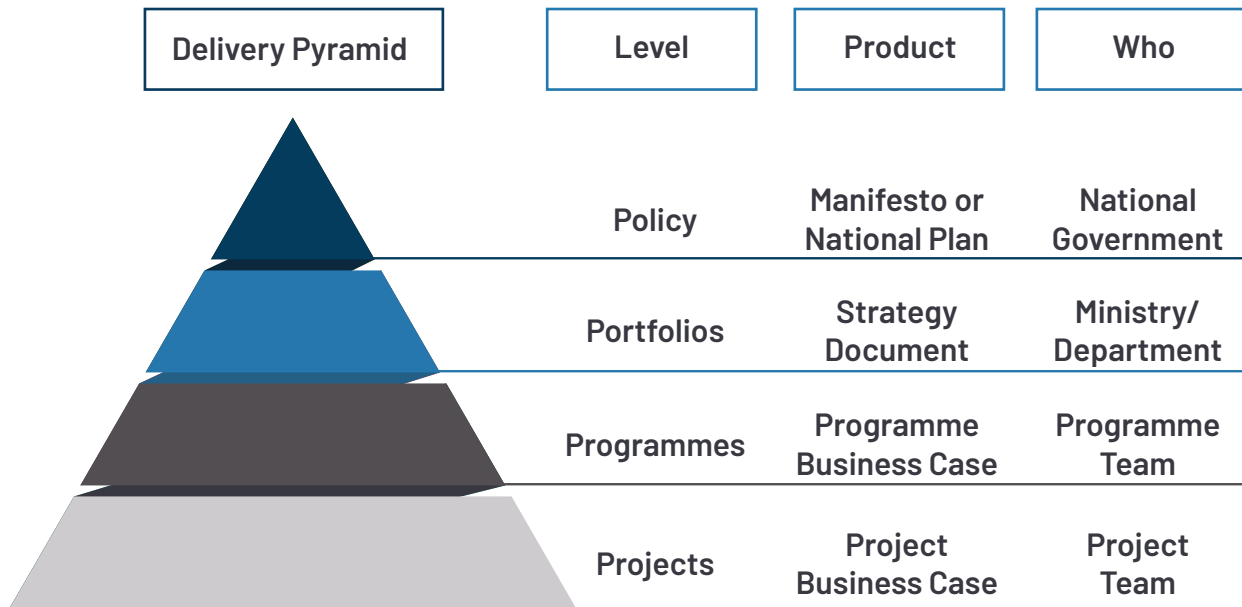 Delivery Pyramid
Level
Product
Who
Policy
Manifesto or
National Plan
National
Government
Portfolios
Strategy
Document
Ministry/
Department
Programmes
Programme
Business Case
Programme
Team
Projects
Project
Business Case
Project
Team